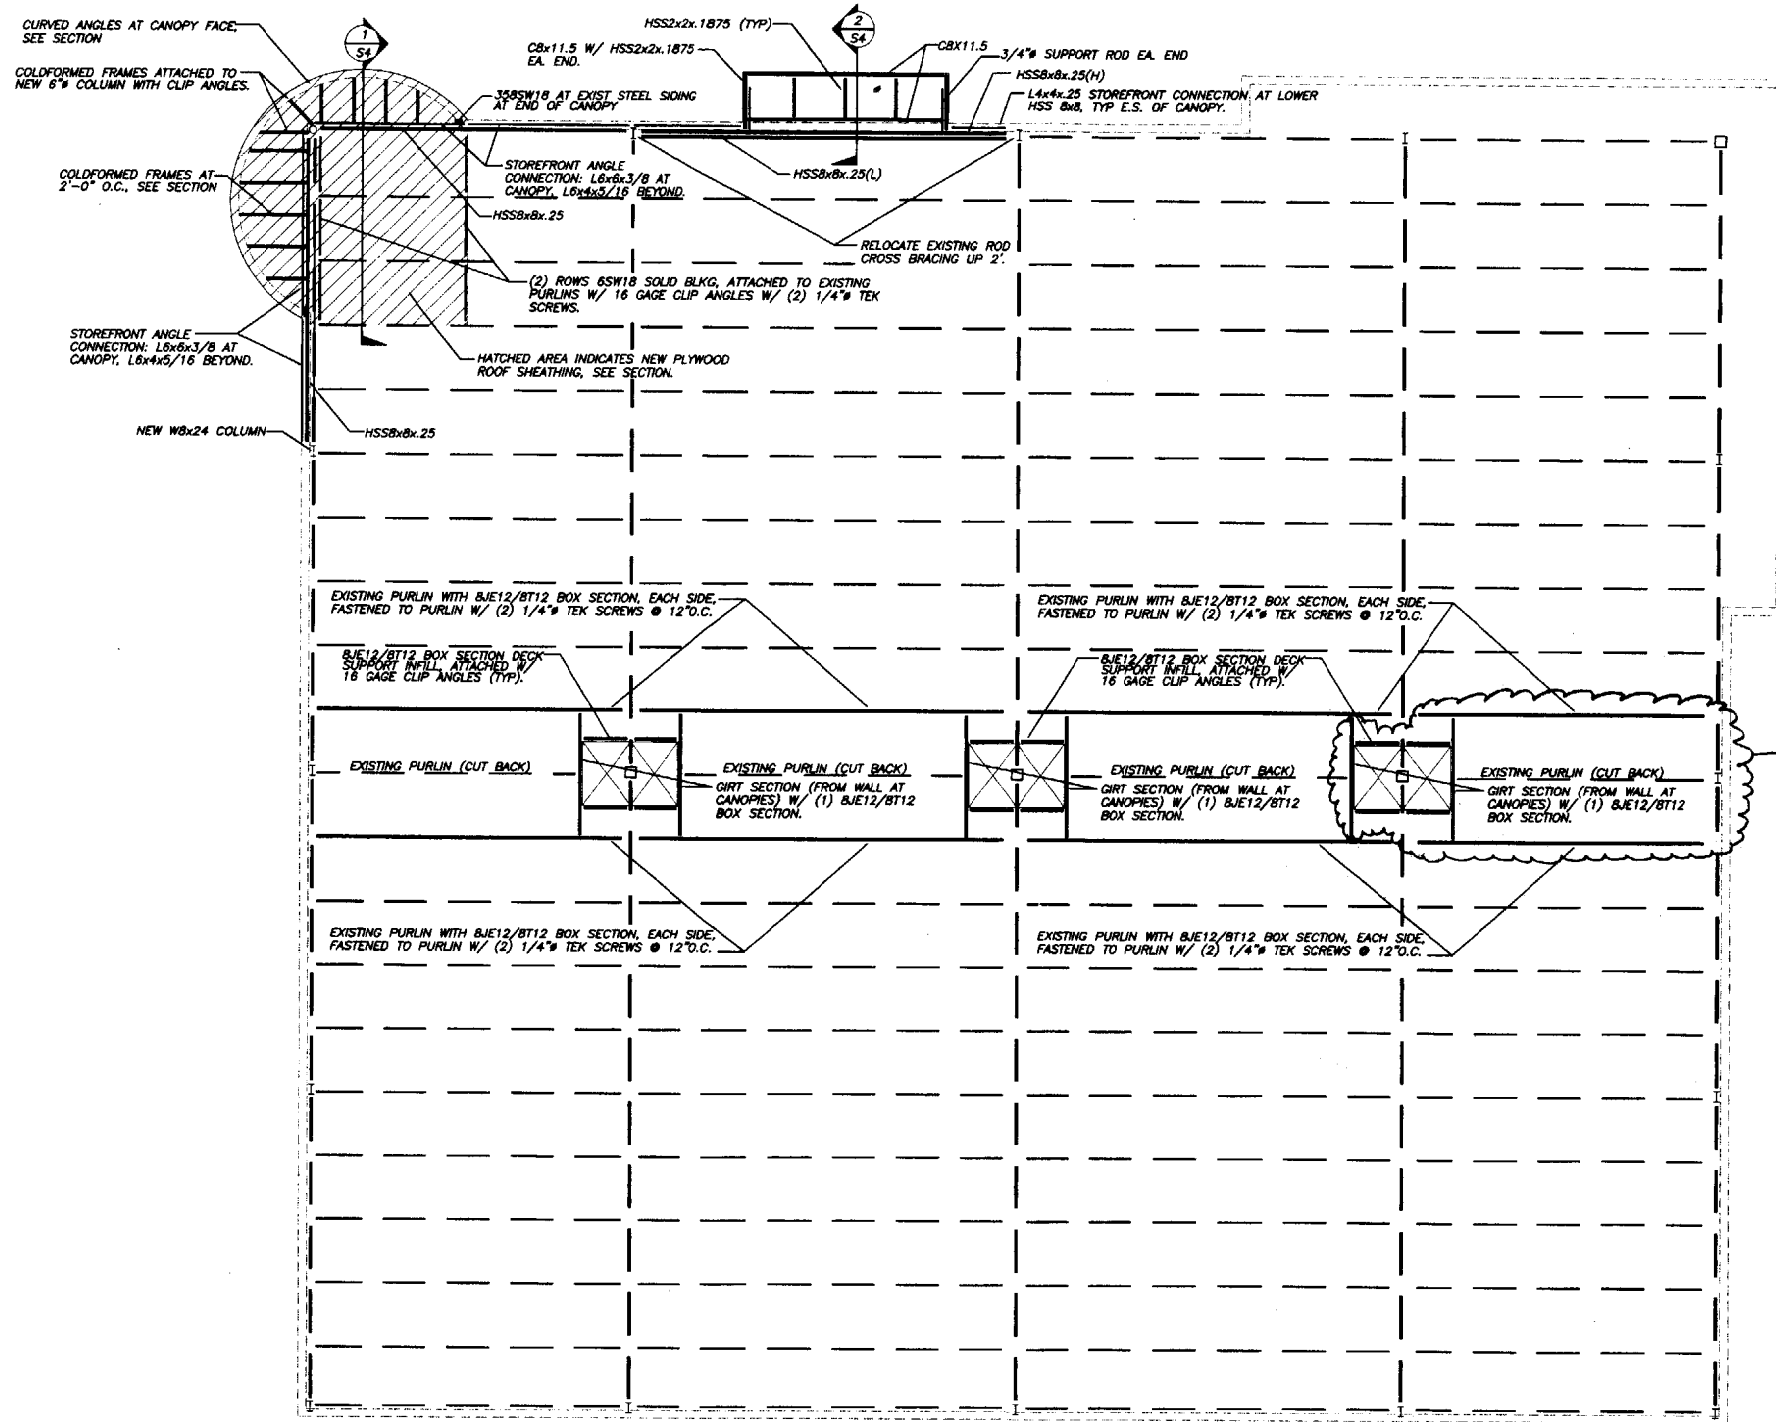 CURVED ANGLES AT CANOPY FACE,
SEE SECTION
COLDFORMED FRAMES ATTACHED TO
NEW 6"ø COLUMN WITH CLIP ANGLES.
COLDFORMED FRAMES AT
2'-0" O.C., SEE SECTION
STOREFRONT ANGLE
CONNECTION: L6x6x3/8 AT
CANOPY, L6x4x5/16 BEYOND.
NEW W8x24 COLUMN
HSS8x8x.25
1
S4
358SW18 AT EXIST STEEL SIDING
AT END OF CANOPY
STOREFRONT ANGLE
CONNECTION: L6x6x3/8 AT
CANOPY, L6x4x5/16 BEYOND.
HSS8x8x.25
(2) ROWS 6SW18 SOLID BLKG, ATTACHED TO EXISTING
PURLINS W/ 16 GAGE CLIP ANGLES W/ (2) 1/4"ø TEK
SCREWS.
HATCHED AREA INDICATES NEW PLYWOOD
ROOF SHEATHING, SEE SECTION.
HSS2x2x.1875 (TYP)
C8x11.5 W/ HSS2x2x.1875
EA. END.
2
S4
C8X11.5
3/4"ø SUPPORT ROD EA. END
HSS8x8x.25(H)
L4x4x.25 STOREFRONT CONNECTION AT LOWER
HSS 8x8, TYP E.S. OF CANOPY.
HSS8x8x.25(L)
RELOCATE EXISTING ROD
CROSS BRACING UP 2'.
EXISTING PURLIN WITH 8JE12/8T12 BOX SECTION, EACH SIDE,
FASTENED TO PURLIN W/ (2) 1/4"ø TEK SCREWS @ 12"O.C.
EXISTING PURLIN WITH 8JE12/8T12 BOX SECTION, EACH SIDE,
FASTENED TO PURLIN W/ (2) 1/4"ø TEK SCREWS @ 12"O.C.
8JE12/8T12 BOX SECTION DECK
SUPPORT INFILL, ATTACHED W/
16 GAGE CLIP ANGLES (TYP).
8JE12/8T12 BOX SECTION DECK
SUPPORT INFILL, ATTACHED W/
16 GAGE CLIP ANGLES (TYP).
EXISTING PURLIN (CUT BACK)
EXISTING PURLIN (CUT BACK)
GIRT SECTION (FROM WALL AT
CANOPIES) W/ (1) 8JE12/8T12
BOX SECTION.
EXISTING PURLIN (CUT BACK)
GIRT SECTION (FROM WALL AT
CANOPIES) W/ (1) 8JE12/8T12
BOX SECTION.
EXISTING PURLIN (CUT BACK)
GIRT SECTION (FROM WALL AT
CANOPIES) W/ (1) 8JE12/8T12
BOX SECTION.
EXISTING PURLIN WITH 8JE12/8T12 BOX SECTION, EACH SIDE,
FASTENED TO PURLIN W/ (2) 1/4"ø TEK SCREWS @ 12"O.C.
EXISTING PURLIN WITH 8JE12/8T12 BOX SECTION, EACH SIDE,
FASTENED TO PURLIN W/ (2) 1/4"ø TEK SCREWS @ 12"O.C.